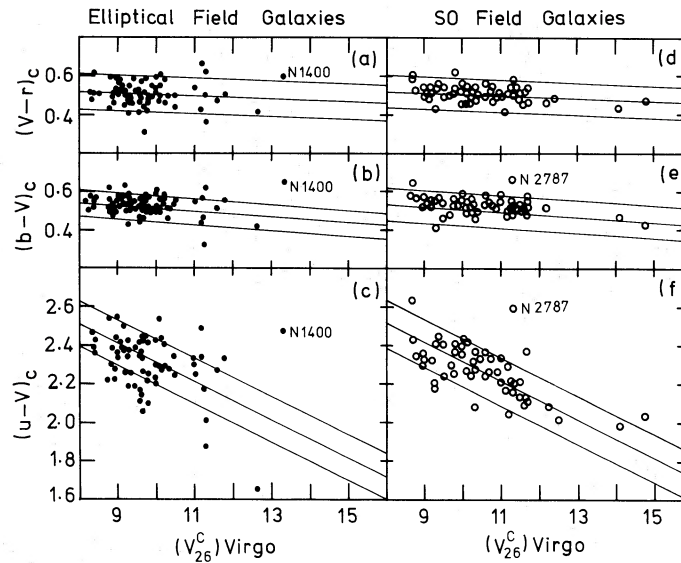 Elliptical Field Galaxies
SO Field Galaxies
(a)
N1400
(d)
(V-r)C
0.6
0.4
(b)
N1400
(e)
N 2787
(b-V)C
0.6
0.4
(c)
N1400
(f)
N 2787
(u-V)C
2.6
2.4
2.2
2.0
1.8
1.6
9 11 13 15
9 11 13 15
(V26C) Virgo
(V26C) Virgo